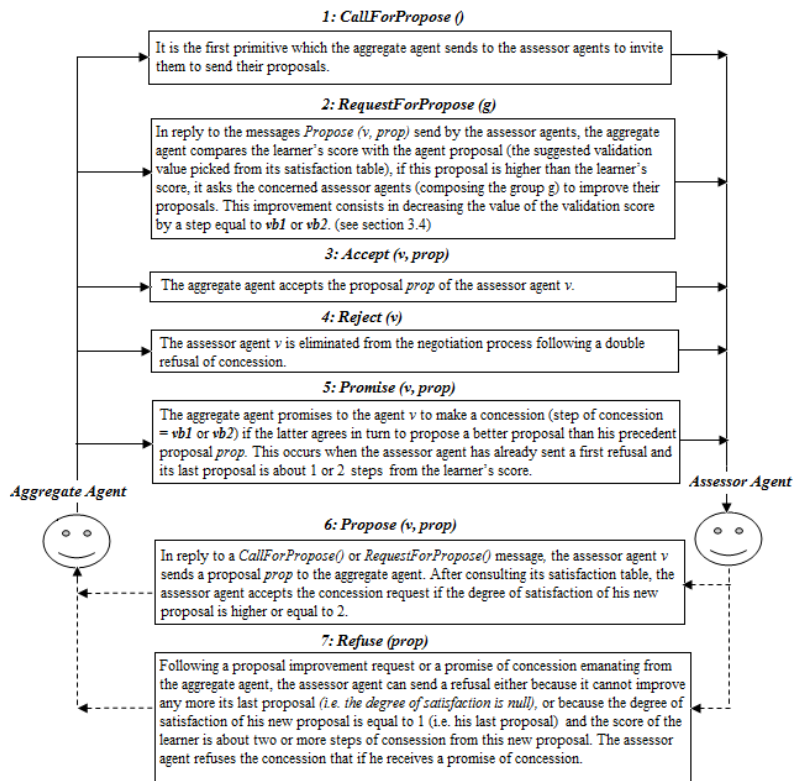 1: CallForPropose ()
It is the first primitive which the aggregate agent sends to the assessor agents to invite
them to send their proposals.
2: RequestForPropose (g)
In reply to the messages Propose (v, prop) send by the assessor agents, the aggregate
agent compares the learner's score with the agent proposal (the suggested validation
value picked from its satisfaction table), if this proposal is higher than the learner's
score, it asks the concerned assessor agents (composing the group g) to improve their
proposals. This improvement consists in decreasing the value of the validation score
by a step equal to vb1 or vb2. (see section 3.4)
3: Accept (v, prop)
The aggregate agent accepts the proposal prop of the assessor agent v.
4: Reject (v)
The assessor agent v is eliminated from the negotiation process following a double
refusal of concession.
5: Promise (v, prop)
The aggregate agent promises to the agent v to make a concession (step of concession
= vb1 or vb2) if the latter agrees in turn to propose a better proposal than his precedent
proposal prop. This occurs when the assessor agent has already sent a first refusal and
its last proposal is about 1 or 2 steps from the learner's score.
Aggregate Agent
Assessor Agent
6: Propose (v, prop)
In reply to a CallForPropose() or RequestForPropose() message, the assessor agent v
sends a proposal prop to the aggregate agent. After consulting its satisfaction table, the
assessor agent accepts the concession request if the degree of satisfaction of his new
proposal is higher or equal to 2.
7: Refuse (prop)
Following a proposal improvement request or a promise of concession emanating from
the aggregate agent, the assessor agent can send a refusal either because it cannot improve
any more its last proposal (i.e. the degree of satisfaction is null), or because the degree of
satisfaction of his new proposal is equal to 1 (i.e. his last proposal) and the score of the
learner is about two or more steps of consession from this new proposal. The assessor
agent refuses the concession that if he receives a promise of concession.